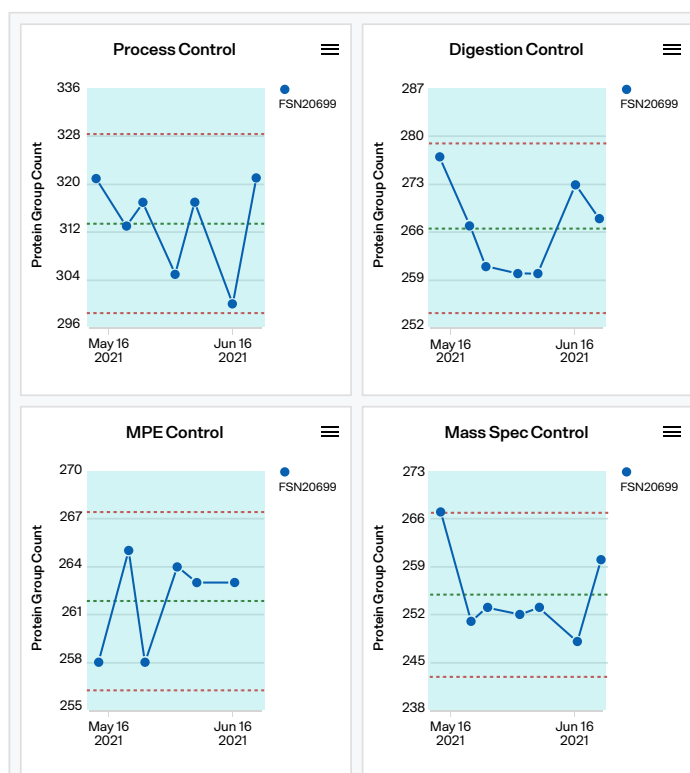 Process Control
Protein Group Count
336
328
320
312
304
296
May 16
2021
Jun 16
2021
FSN20699
Digestion Control
Protein Group Count
287
280
273
266
259
252
May 16
2021
Jun 16
2021
FSN20699
MPE Control
Protein Group Count
270
267
264
261
258
255
May 16
2021
Jun 16
2021
FSN20699
Mass Spec Control
Protein Group Count
273
266
259
252
245
238
May 16
2021
Jun 16
2021
FSN20699